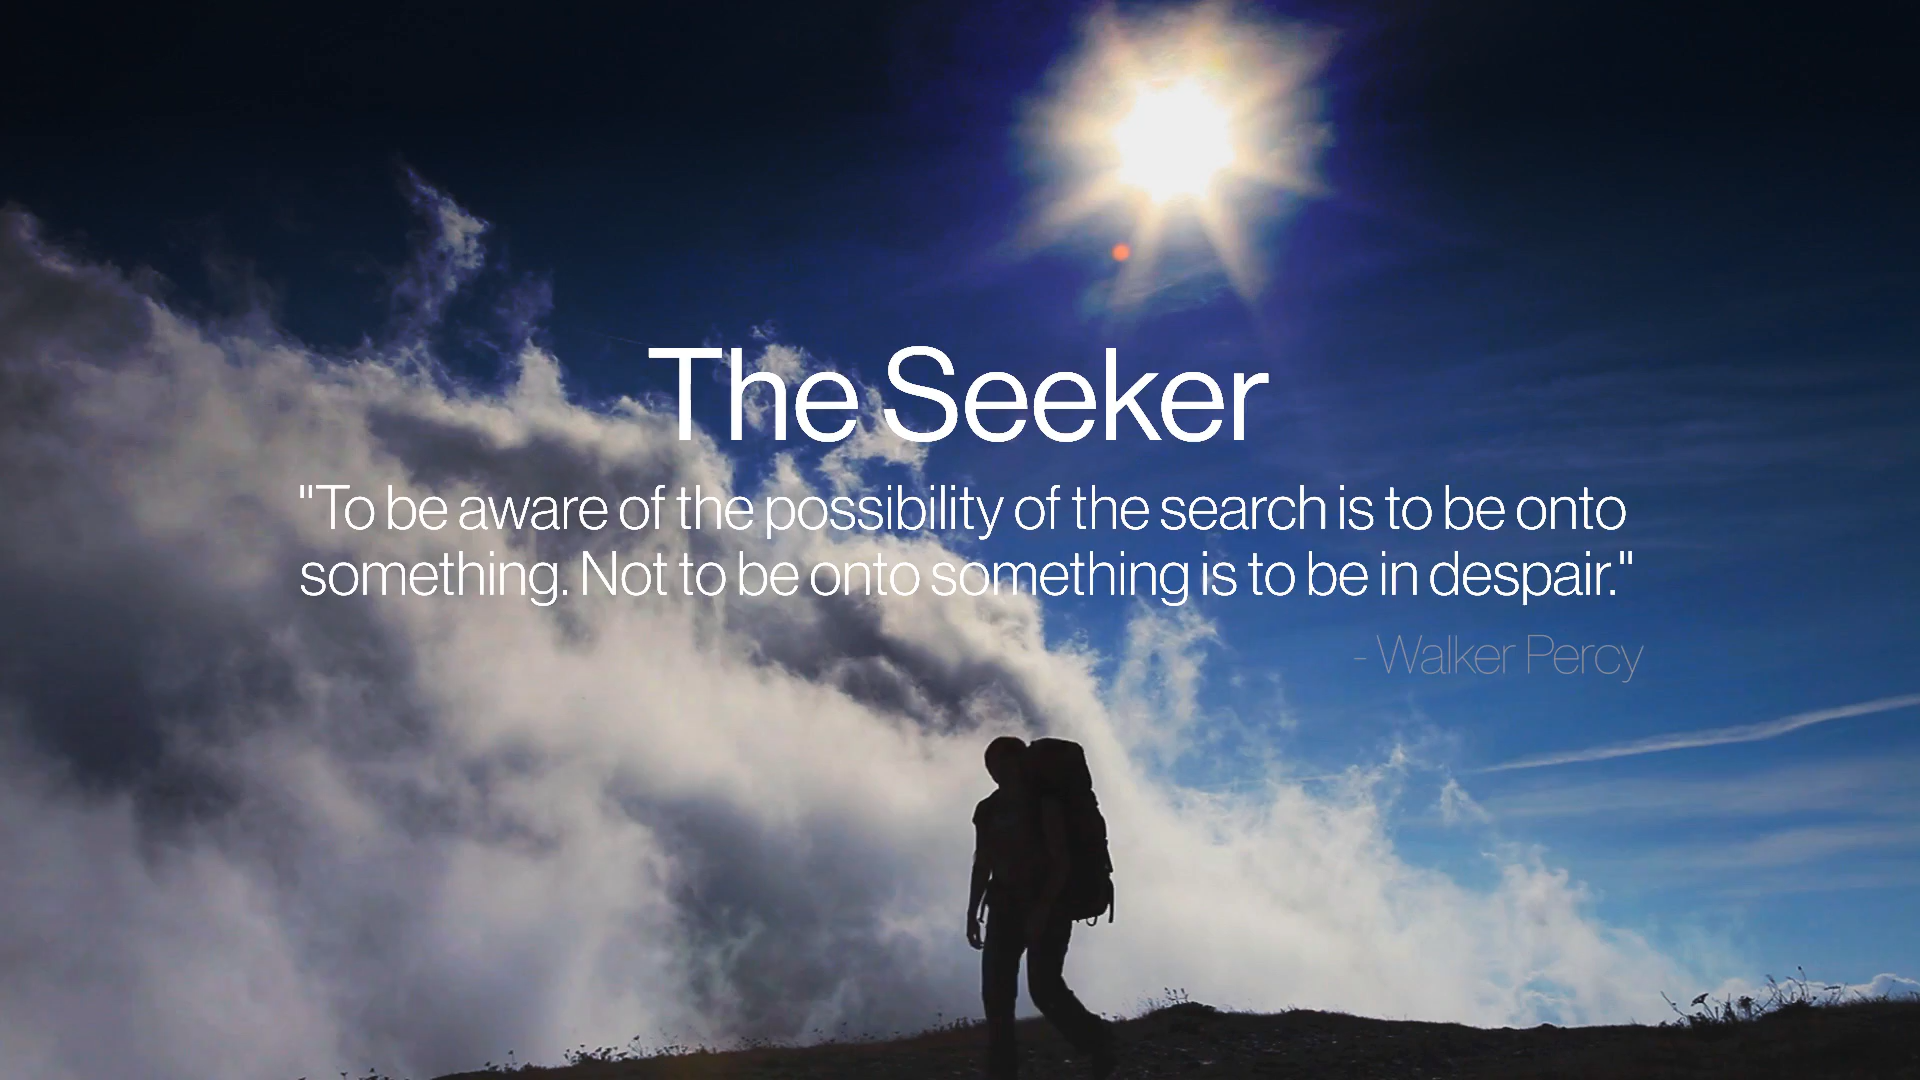 The Seeker
"To be aware of the possibility of the search is to be onto
something. Not to be onto something is to be in despair."
- Walker Percy